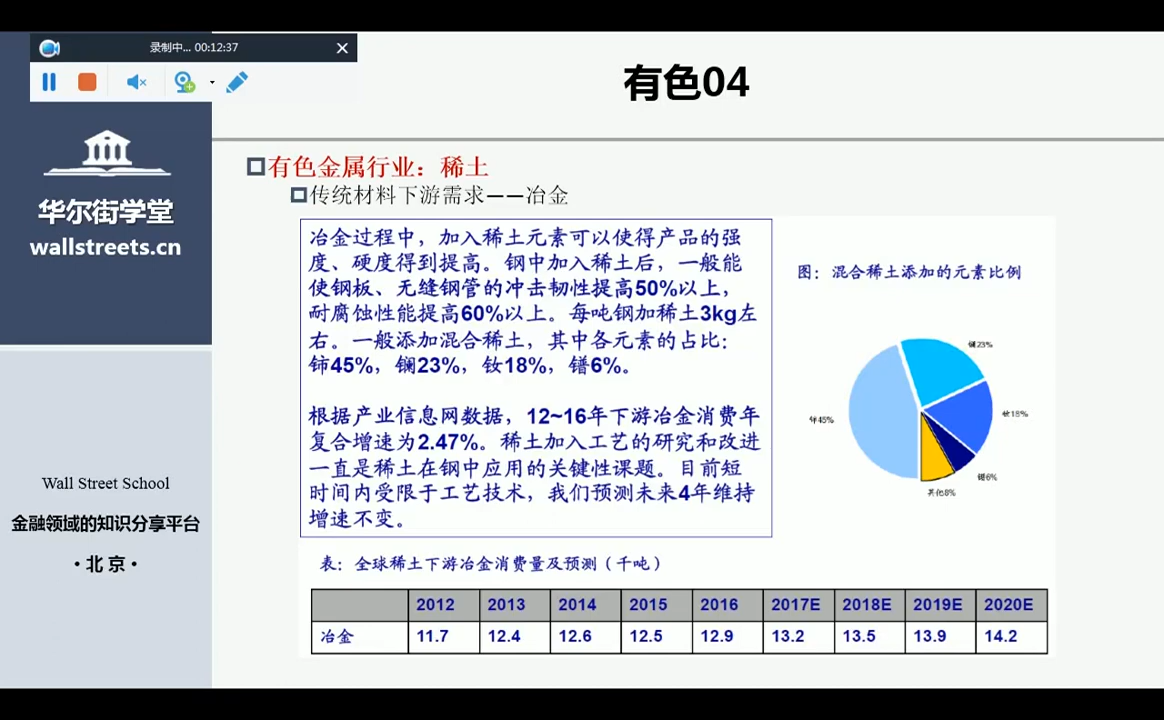 录制中... 00:12:37
有色04
华尔街学堂
wallstreets.cn
Wall Street School
金融领域的知识分享平台
·北京·
有色金属行业：稀土
传统材料下游需求——冶金
冶金过程中，加入稀土元素可以使得产品的强
度、硬度得到提高。钢中加入稀土后，一般能
使钢板、无缝钢管的冲击韧性提高50%以上，
耐腐蚀性能提高60%以上。每吨钢加稀土3kg左
右。一般添加混合稀土，其中各元素的占比：
铈45%，镧23%，钕18%，镨6%。
根据产业信息网数据，12~16年下游冶金消费年
复合增速为2.47%。稀土加入工艺的研究和改进
一直是稀土在钢中应用的关键性课题。目前短
时间内受限于工艺技术，我们预测未来4年维持
增速不变。
图：混合稀土添加的元素比例
镧23%
铈45%
钕18%
镨6%
其他8%
表：全球稀土下游冶金消费量及预测（千吨）
2012 2013 2014 2015 2016 2017E 2018E 2019E 2020E
冶金 11.7 12.4 12.6 12.5 12.9 13.2 13.5 13.9 14.2